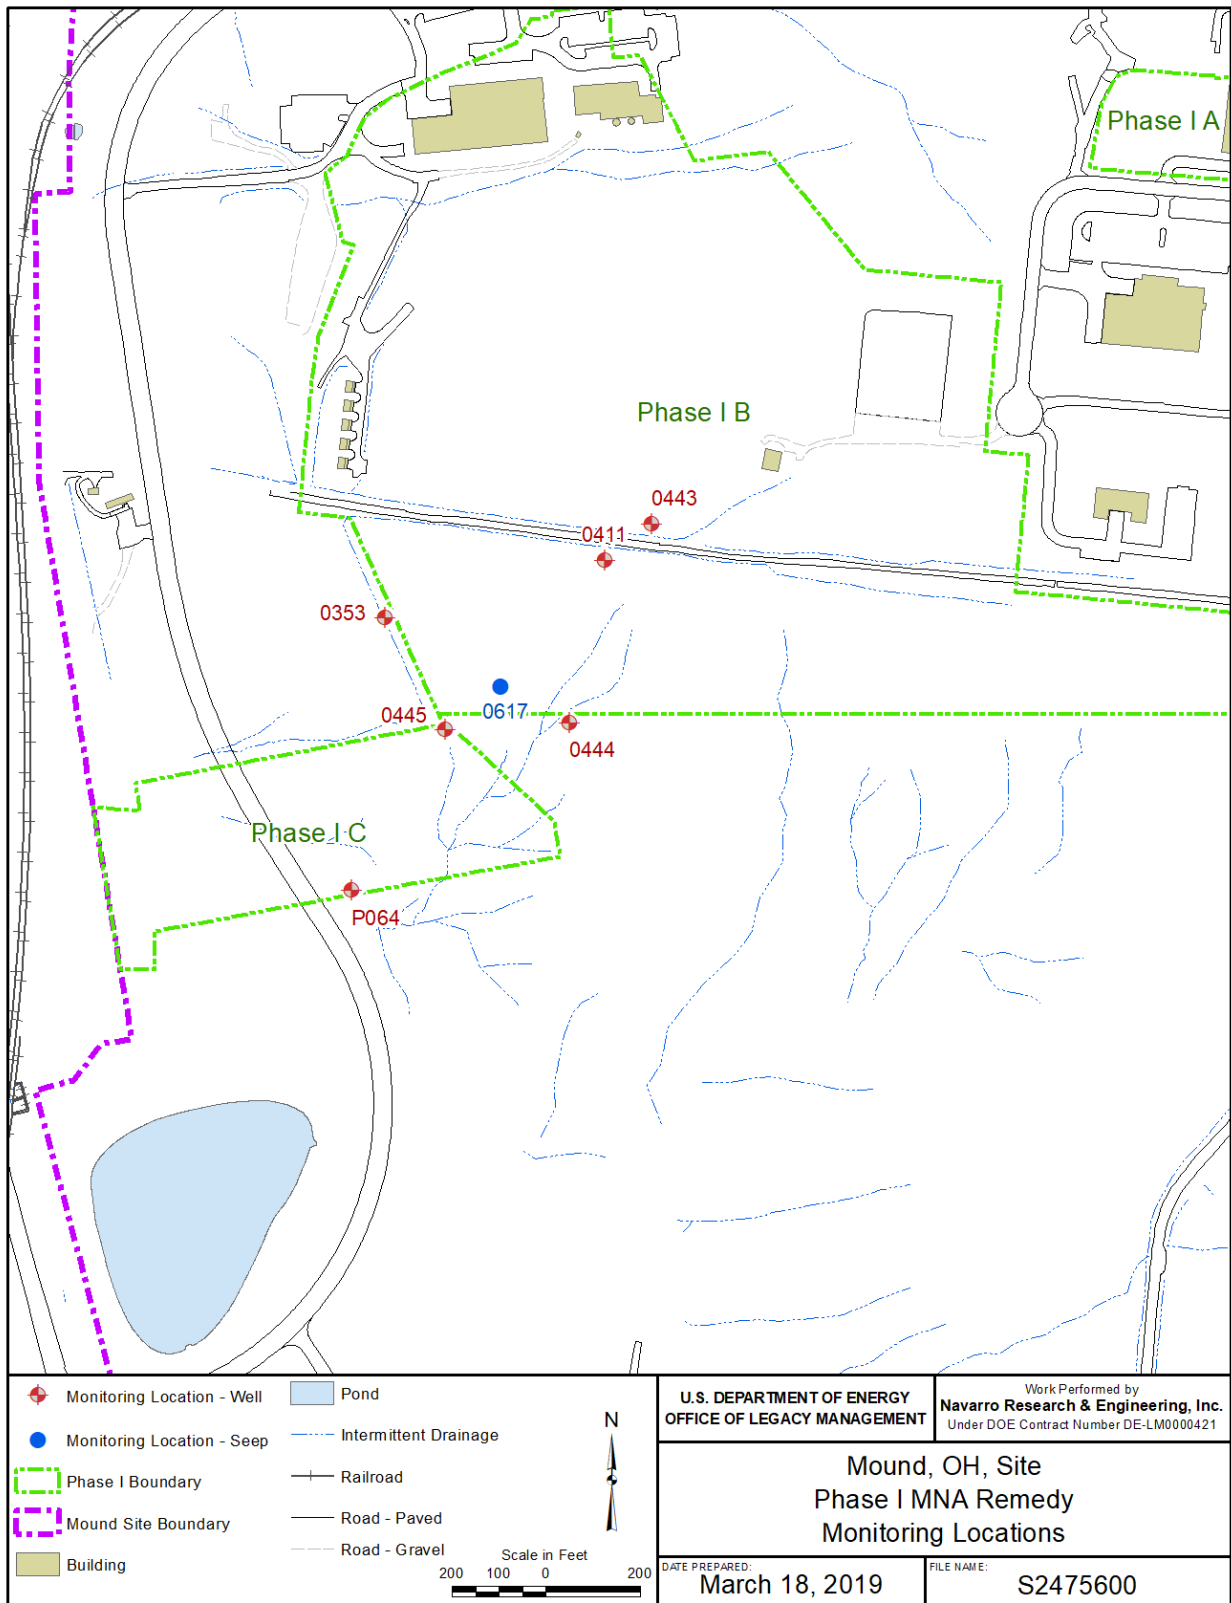 Phase I A
Phase I B
0443
0411
0353
0617
0445
0444
Phase I C
P064
Monitoring Location - Well
Monitoring Location - Seep
Phase I Boundary
Mound Site Boundary
Building
Pond
Intermittent Drainage
Railroad
Road - Paved
Road - Gravel
N
Scale in Feet
200 100 0 200
U.S. DEPARTMENT OF ENERGY
OFFICE OF LEGACY MANAGEMENT
Work Performed by
Navarro Research & Engineering, Inc.
Under DOE Contract Number DE-LM0000421
Mound, OH, Site
Phase I MNA Remedy
Monitoring Locations
DATE PREPARED:
March 18, 2019
FILE NAME:
S2475600